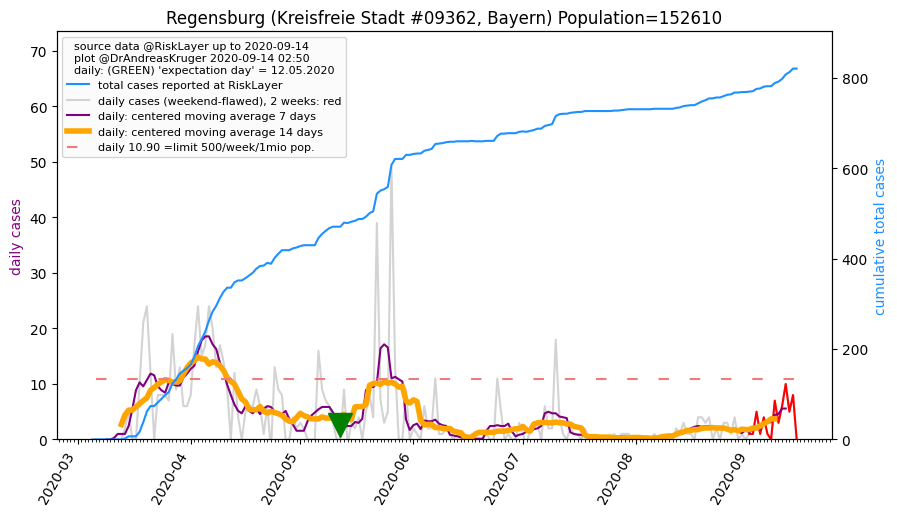 Regensburg (Kreisfreie Stadt #09362, Bayern) Population=152610
source data @RiskLayer up to 2020-09-14
plot @DrAndreasKruger 2020-09-14 02:50
daily: (GREEN) 'expectation day' = 12.05.2020
total cases reported at RiskLayer
daily cases (weekend-flawed), 2 weeks: red
daily: centered moving average 7 days
daily: centered moving average 14 days
daily 10.90 =limit 500/week/1mio pop.
daily cases
70
60
50
40
30
20
10
0
cumulative total cases
800
600
400
200
0
2020-03
2020-04
2020-05
2020-06
2020-07
2020-08
2020-09